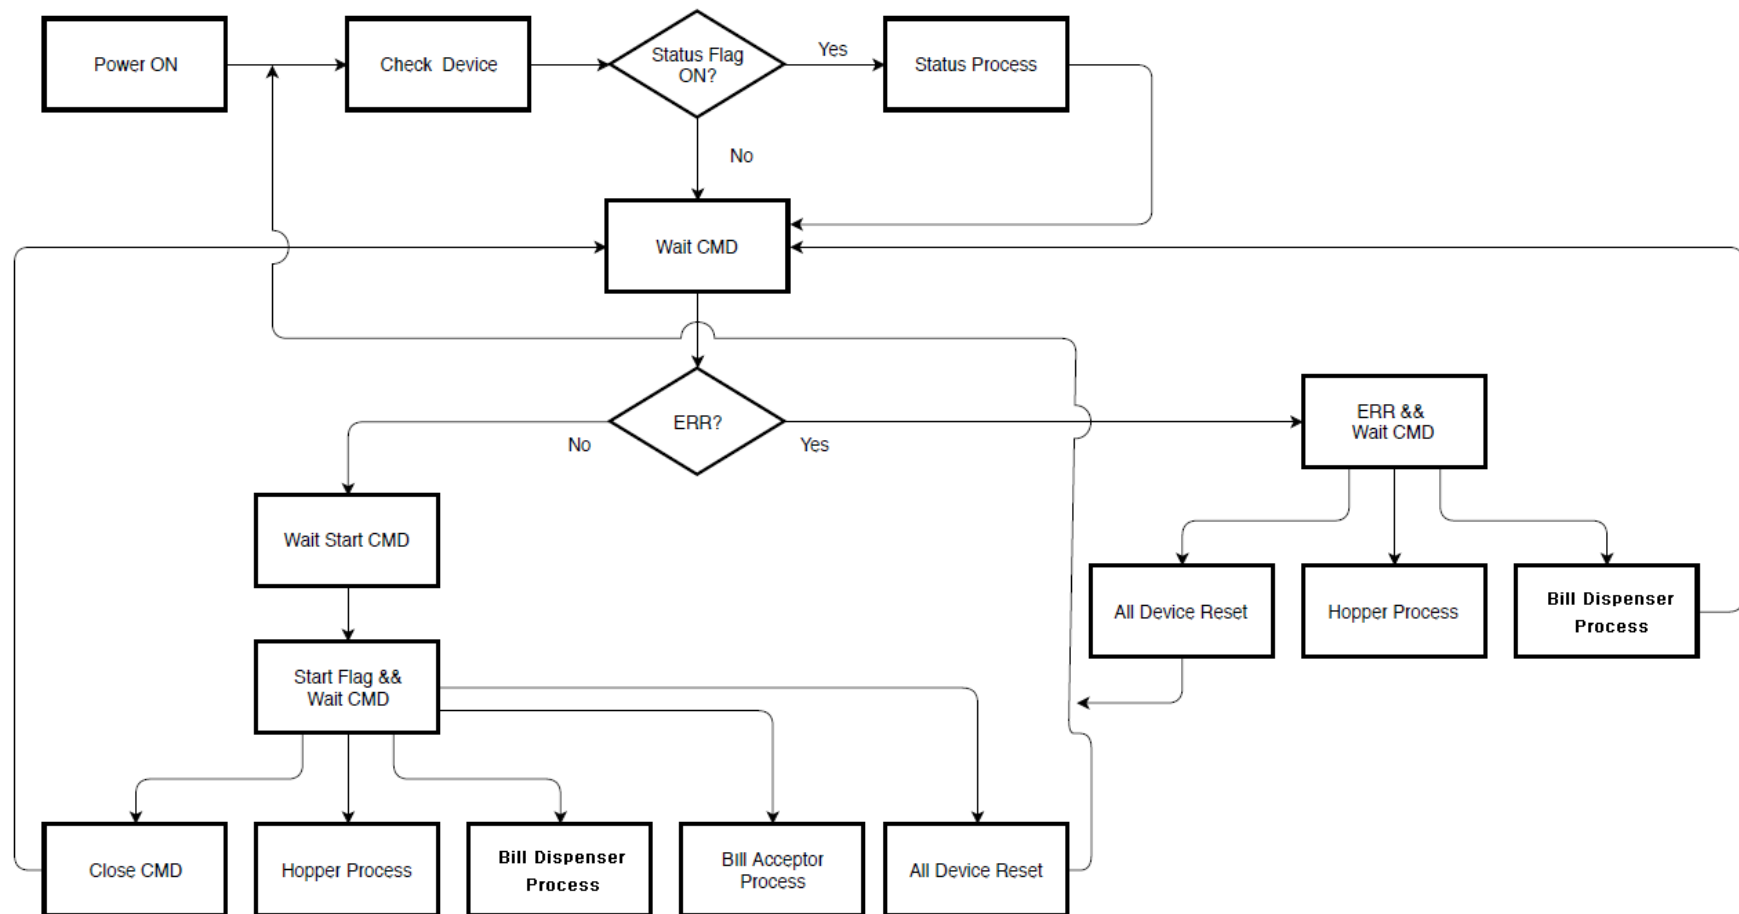 Power ON
Check Device
Status Flag
ON?
Yes
Status Process
No
Wait CMD
ERR?
No
Yes
ERR &&
Wait CMD
Wait Start CMD
All Device Reset
Hopper Process
Bill Dispenser
Process
Start Flag &&
Wait CMD
Close CMD
Hopper Process
Bill Dispenser
Process
Bill Acceptor
Process
All Device Reset